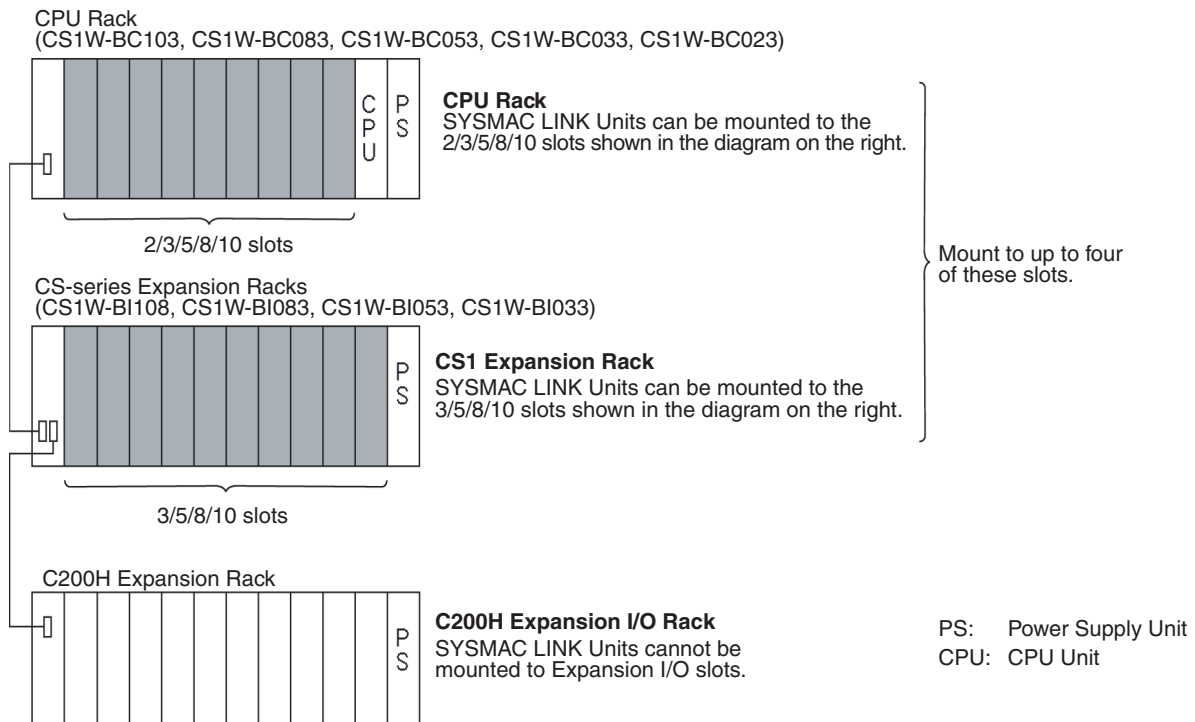 CPU Rack
(CS1W-BC103, CS1W-BC083, CS1W-BC053, CS1W-BC033, CS1W-BC023)
CPU
PS
CPU Rack
SYSMAC LINK Units can be mounted to the
2/3/5/8/10 slots shown in the diagram on the right.
2/3/5/8/10 slots
Mount to up to four
of these slots.
CS-series Expansion Racks
(CS1W-BI108, CS1W-BI083, CS1W-BI053, CS1W-BI033)
PS
CS1 Expansion Rack
SYSMAC LINK Units can be mounted to the
3/5/8/10 slots shown in the diagram on the right.
3/5/8/10 slots
C200H Expansion Rack
PS
C200H Expansion I/O Rack
SYSMAC LINK Units cannot be
mounted to Expansion I/O slots.
PS: Power Supply Unit
CPU: CPU Unit